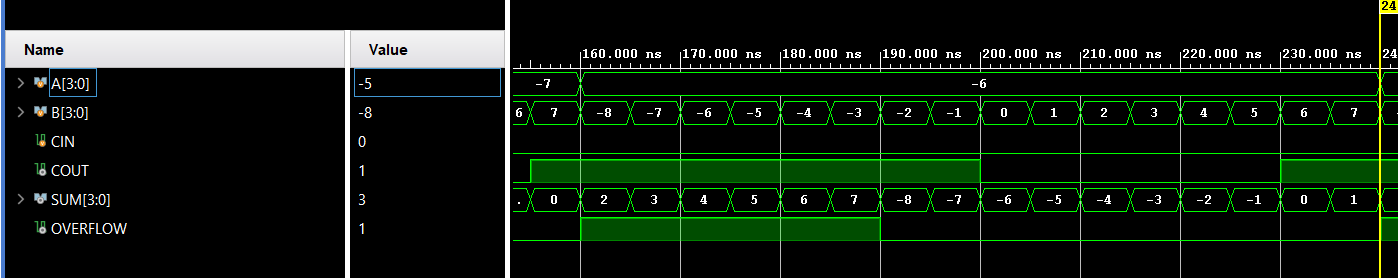 24
Name Value
160.000 ns 170.000 ns 180.000 ns 190.000 ns 200.000 ns 210.000 ns 220.000 ns 230.000 ns 24
A[3:0] -5 -7 -6
B[3:0] -8 6 7 -8 -7 -6 -5 -4 -3 -2 -1 0 1 2 3 4 5 6 7
CIN 0
COUT 1
SUM[3:0] 3 . 0 2 3 4 5 6 7 -8 -7 -6 -5 -4 -3 -2 -1 0 1
OVERFLOW 1